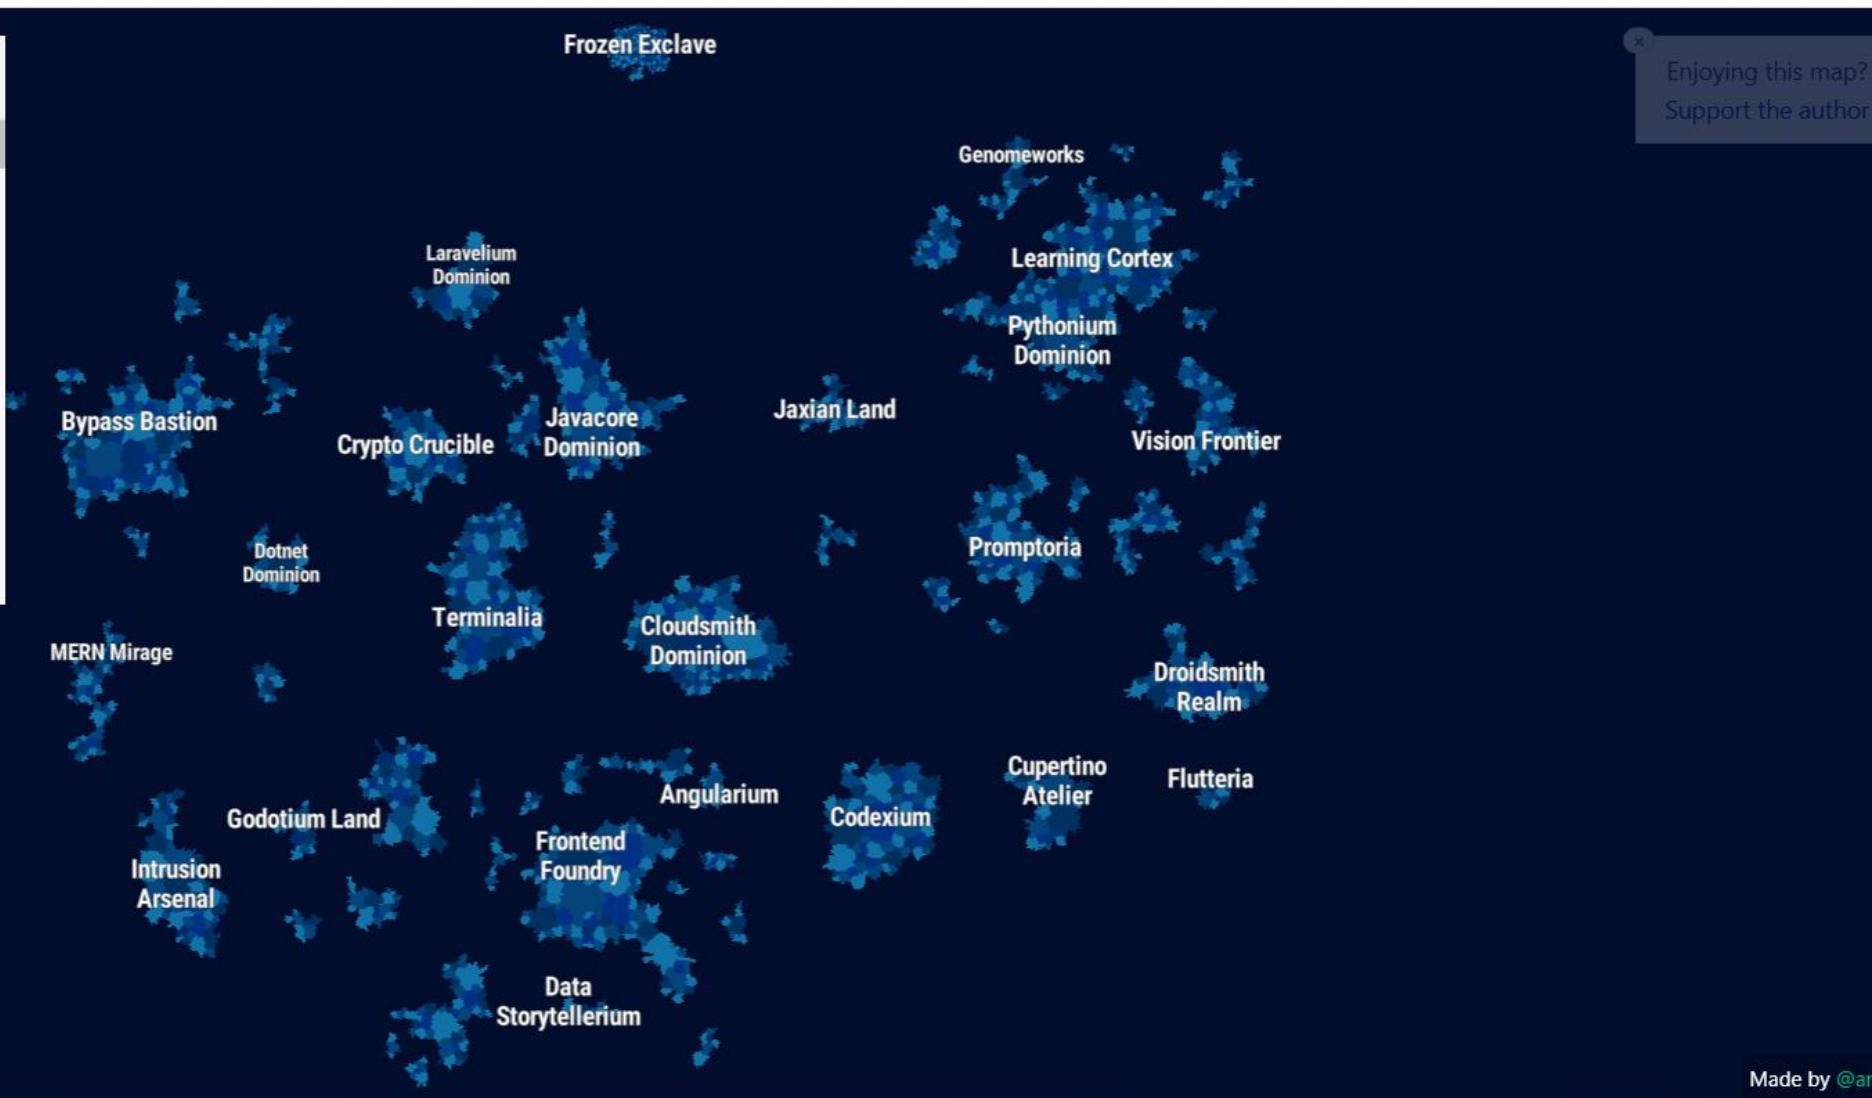 Frozen Exclave
Enjoying this map?
Support the author
Genomeworks
Laravelium
Dominion
Learning Cortex
Pythonium
Dominion
Bypass Bastion
Crypto Crucible
Javacore
Dominion
Jaxian Land
Vision Frontier
Dotnet
Dominion
Promptoria
Terminalia
Cloudsmith
Dominion
MERN Mirage
Droidsmith
Realm
Cupertino
Atelier
Flutteria
Angularium
Godotium Land
Codexium
Frontend
Foundry
Intrusion
Arsenal
Data
Storytellerium
Made by @an